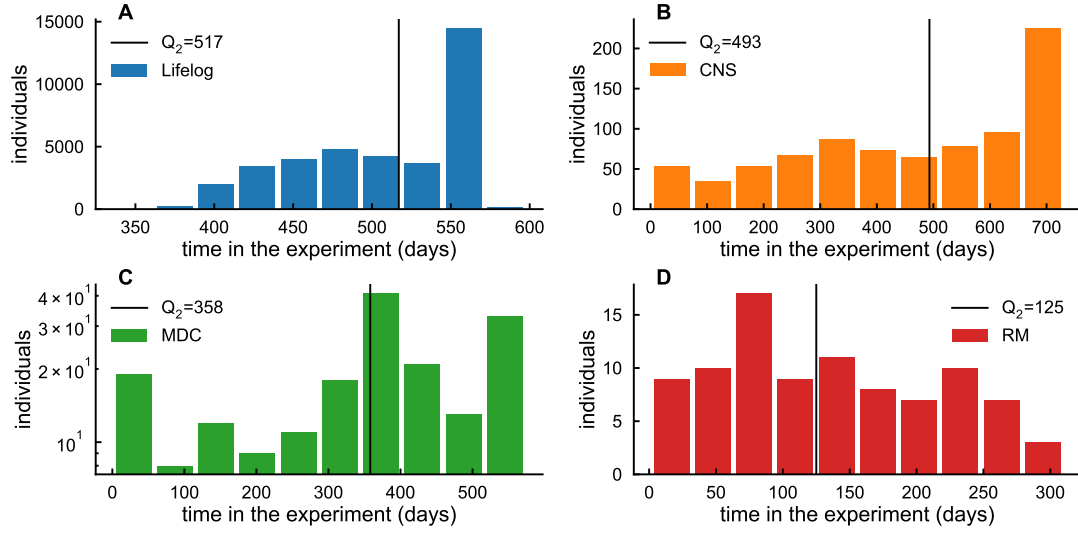 A
15000
10000
5000
0
individuals
Q₂=517
Lifelog
350 400 450 500 550 600
time in the experiment (days)
B
200
150
100
50
0
individuals
Q₂=493
CNS
0 100 200 300 400 500 600 700
time in the experiment (days)
C
4 × 10¹
3 × 10¹
2 × 10¹
10¹
individuals
Q₂=358
MDC
0 100 200 300 400 500
time in the experiment (days)
D
15
10
5
0
individuals
Q₂=125
RM
0 50 100 150 200 250 300
time in the experiment (days)